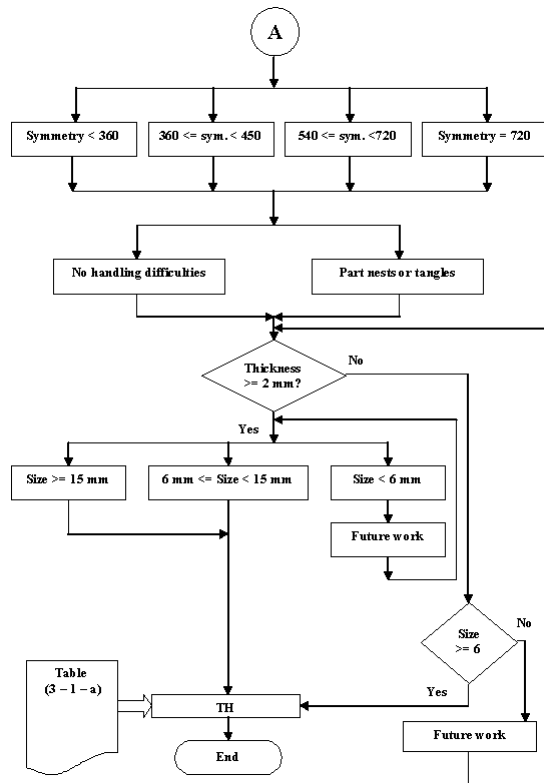 A
Symmetry < 360
360 <= sym. < 450
540 <= sym. <720
Symmetry = 720
No handling difficulties
Part nests or tangles
Thickness
>= 2 mm?
No
Yes
Size >= 15 mm
6 mm <= Size < 15 mm
Size < 6 mm
Future work
Size
>= 6
No
Yes
Table
(3 – 1 – a)
TH
End
Future work